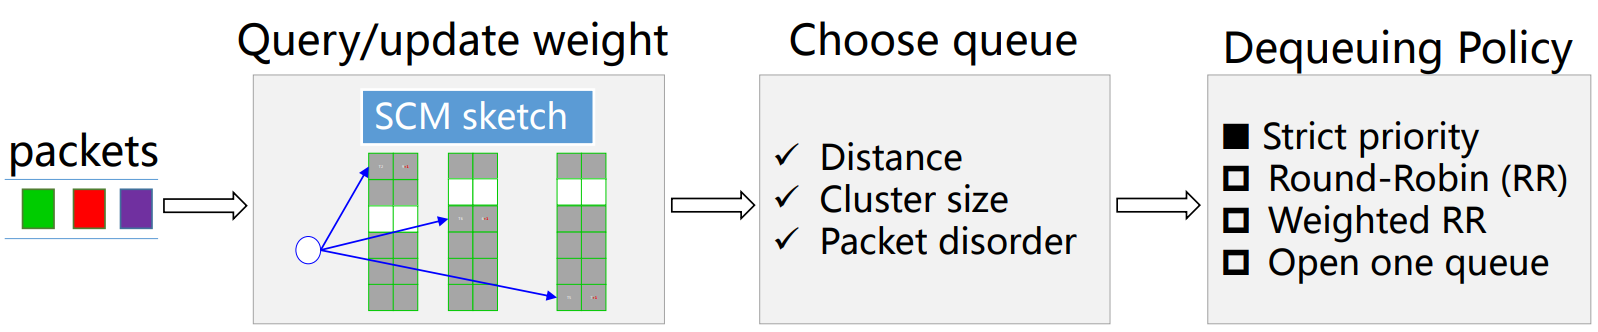 Query/update weight
Choose queue
Dequeuing Policy
packets
SCM sketch
Distance
Cluster size
Packet disorder
Strict priority
Round-Robin (RR)
Weighted RR
Open one queue